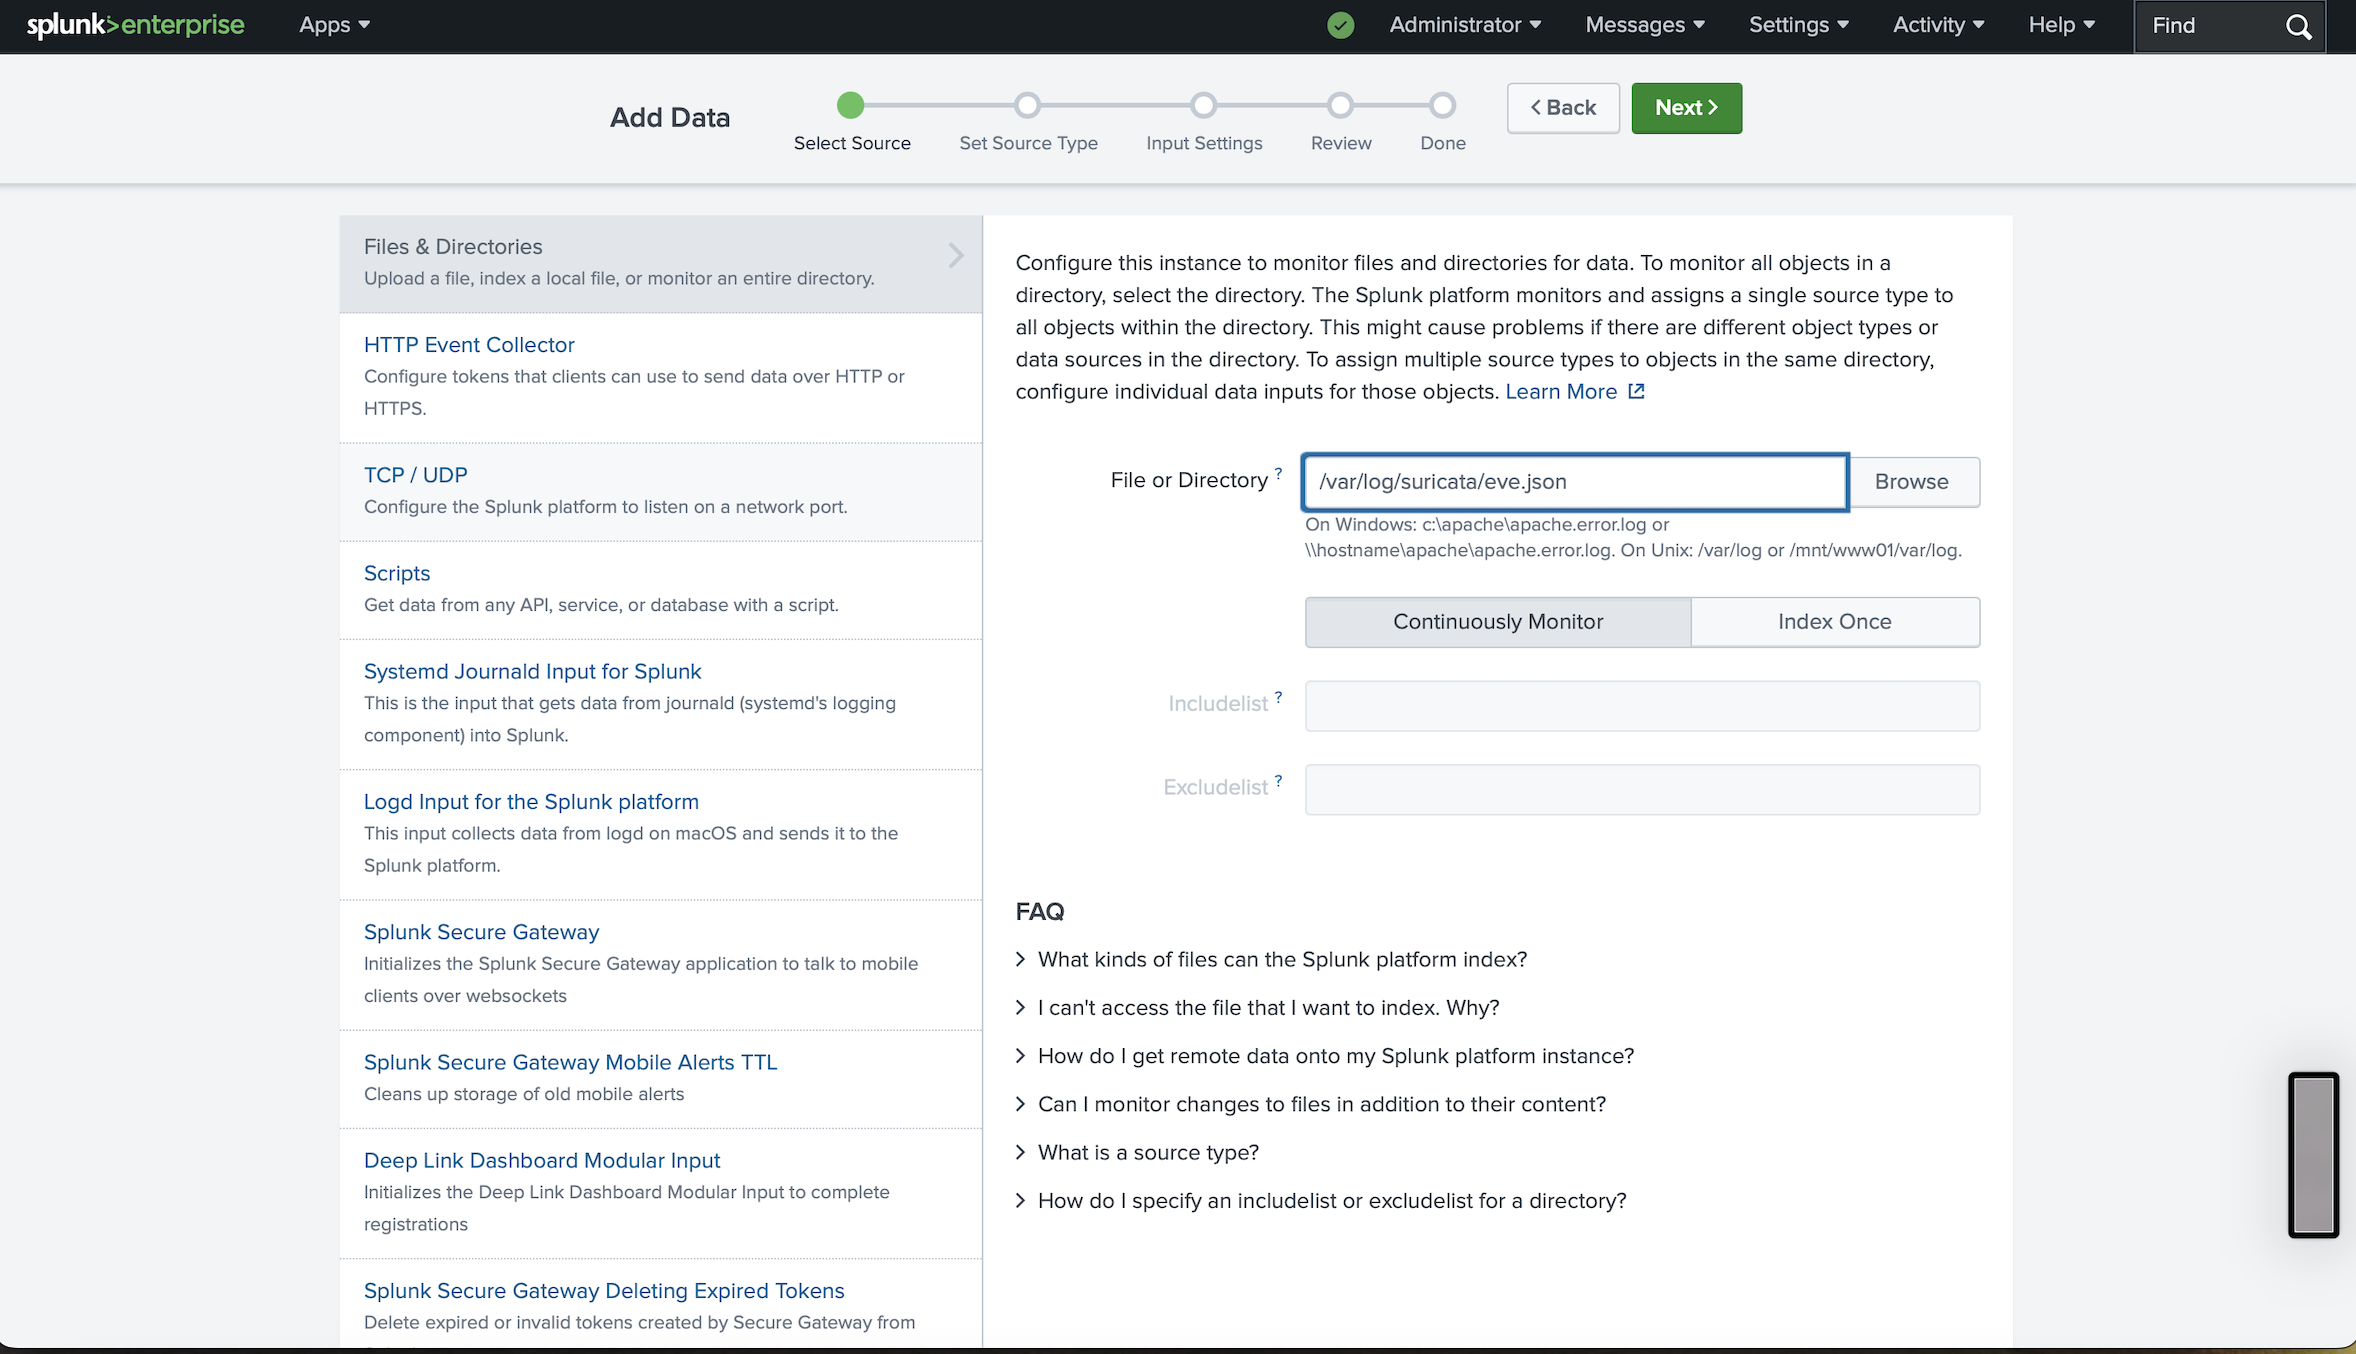 splunk>enterprise
Apps
Administrator
Messages
Settings
Activity
Help
Find
Add Data
Select Source
Set Source Type
Input Settings
Review
Done
Back
Next
Files & Directories
Upload a file, index a local file, or monitor an entire directory.
HTTP Event Collector
Configure tokens that clients can use to send data over HTTP or
HTTPS.
TCP / UDP
Configure the Splunk platform to listen on a network port.
Scripts
Get data from any API, service, or database with a script.
Systemd Journald Input for Splunk
This is the input that gets data from journald (systemd's logging
component) into Splunk.
Logd Input for the Splunk platform
This input collects data from logd on macOS and sends it to the
Splunk platform.
Splunk Secure Gateway
Initializes the Splunk Secure Gateway application to talk to mobile
clients over websockets
Splunk Secure Gateway Mobile Alerts TTL
Cleans up storage of old mobile alerts
Deep Link Dashboard Modular Input
Initializes the Deep Link Dashboard Modular Input to complete
registrations
Splunk Secure Gateway Deleting Expired Tokens
Delete expired or invalid tokens created by Secure Gateway from
Configure this instance to monitor files and directories for data. To monitor all objects in a
directory, select the directory. The Splunk platform monitors and assigns a single source type to
all objects within the directory. This might cause problems if there are different object types or
data sources in the directory. To assign multiple source types to objects in the same directory,
configure individual data inputs for those objects. Learn More
File or Directory ?
/var/log/suricata/eve.json
Browse
On Windows: c:\apache\apache.error.log or
\\hostname\apache\apache.error.log. On Unix: /var/log or /mnt/www01/var/log.
Continuously Monitor
Index Once
Includelist ?
Excludelist ?
FAQ
What kinds of files can the Splunk platform index?
I can't access the file that I want to index. Why?
How do I get remote data onto my Splunk platform instance?
Can I monitor changes to files in addition to their content?
What is a source type?
How do I specify an includelist or excludelist for a directory?